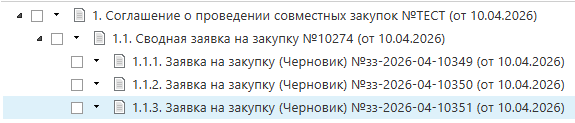 1. Соглашение о проведении совместных закупок №ТЕСТ (от 10.04.2026)
1.1. Сводная заявка на закупку №10274 (от 10.04.2026)
1.1.1. Заявка на закупку (Черновик) №зз-2026-04-10349 (от 10.04.2026)
1.1.2. Заявка на закупку (Черновик) №зз-2026-04-10350 (от 10.04.2026)
1.1.3. Заявка на закупку (Черновик) №зз-2026-04-10351 (от 10.04.2026)